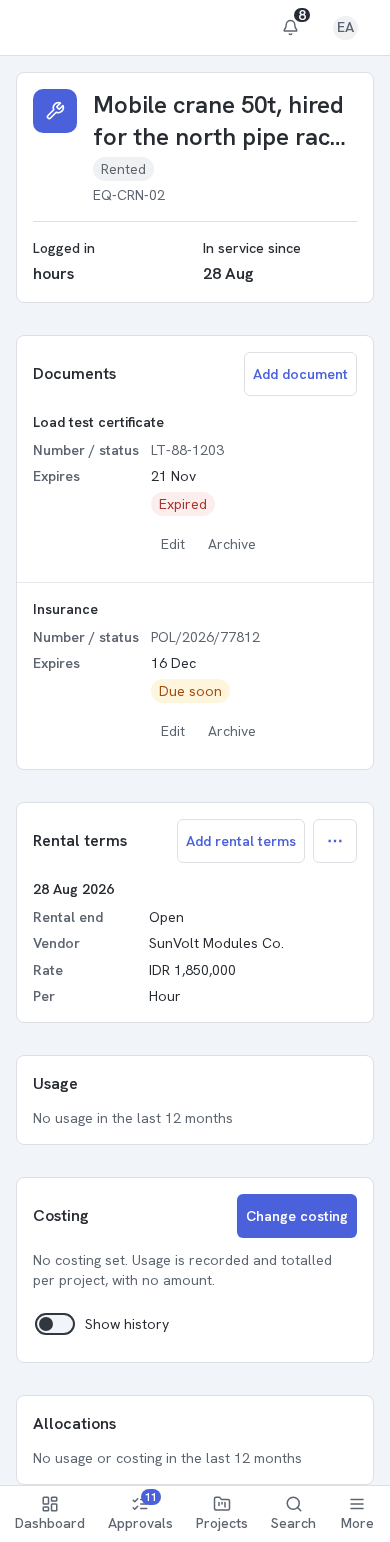 8
EA
Mobile crane 50t, hired
for the north pipe rac...
Rented
EQ-CRN-02
Logged in
hours
In service since
28 Aug
Documents
Add document
Load test certificate
Number / status LT-88-1203
Expires 21 Nov
Expired
Edit Archive
Insurance
Number / status POL/2026/77812
Expires 16 Dec
Due soon
Edit Archive
Rental terms
Add rental terms
...
28 Aug 2026
Rental end Open
Vendor SunVolt Modules Co.
Rate IDR 1,850,000
Per Hour
Usage
No usage in the last 12 months
Costing
Change costing
No costing set. Usage is recorded and totalled
per project, with no amount.
Show history
Allocations
No usage or costing in the last 12 months
11
Dashboard Approvals Projects Search More